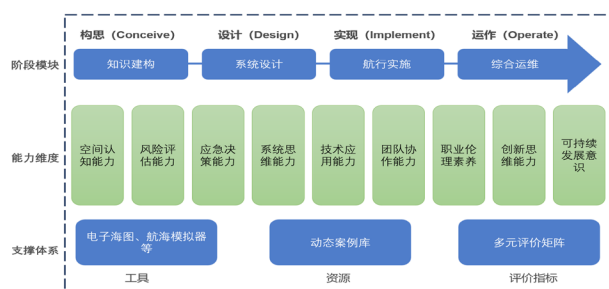 构思（Conceive） 设计（Design） 实现（Implement） 运作（Operate）
阶段模块 知识建构 系统设计 航行实施 综合运维
能力维度
空间认
知能力
风险评
估能力
应急决
策能力
系统思
维能力
技术应
用能力
团队协
作能力
职业伦
理素养
创新思
维能力
可持续
发展意
识
支撑体系
电子海图、航海模拟器
等
动态案例库
多元评价矩阵
工具 资源 评价指标